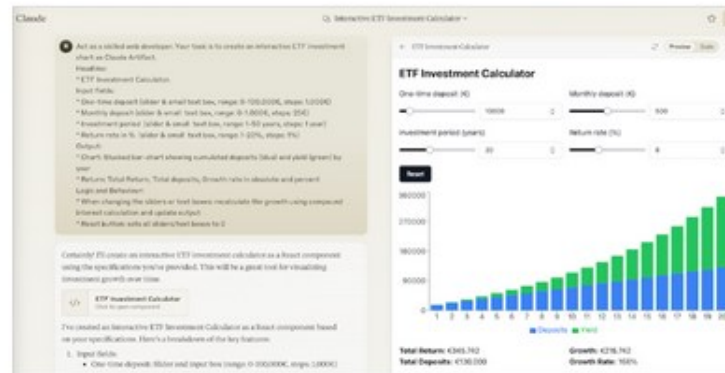 Claude
Interactive ETF Investment Calculator
Act as a skilled web developer. Your task is to create an interactive ETF investment
chart as Claude Artifact.
Headline:
* ETF Investment Calculator.
Input fields:
* One-time deposit (slider & small text box, range: 0-100,000€, steps: 1,000€)
* Monthly deposit (slider & small text box, range: 0-1,000€, steps: 25€)
* Investment period (slider & small text box, range: 1-50 years, steps: 1 year)
* Return rate in % (slider & small text box, range: 1-20%, steps: 1%)
Output:
* Chart: Stacked bar chart showing cumulated deposits (blue) and yield (green) by
year
* Return: Total Return, Total deposits, Growth rate in absolute and percent
Logic and Behaviour:
* When changing the sliders or text boxes: recalculate the growth using compound
interest calculation and update output
* Reset button: sets all sliders/text boxes to 0
Certainly! I'll create an interactive ETF investment calculator as a React component
using the specifications you've provided. This will be a great tool for visualizing
investment growth over time.
ETF Investment Calculator
Click to open component
I've created an Interactive ETF Investment Calculator as a React component based
on your specifications. Here's a breakdown of the key features:
1. Input fields:
• One-time deposit: Slider and input box (range: 0-100,000€, steps: 1,000€)
ETF Investment Calculator
Preview Code
ETF Investment Calculator
One-time deposit (€) Monthly deposit (€)
10000 500
Investment period (years) Return rate (%)
20 8
Reset
360000
270000
180000
90000
0
1 2 3 4 5 6 7 8 9 10 11 12 13 14 15 16 17 18 19 20
Deposits Yield
Total Return: €345,742 Growth: €215,742
Total Deposits: €130,000 Growth Rate: 166%